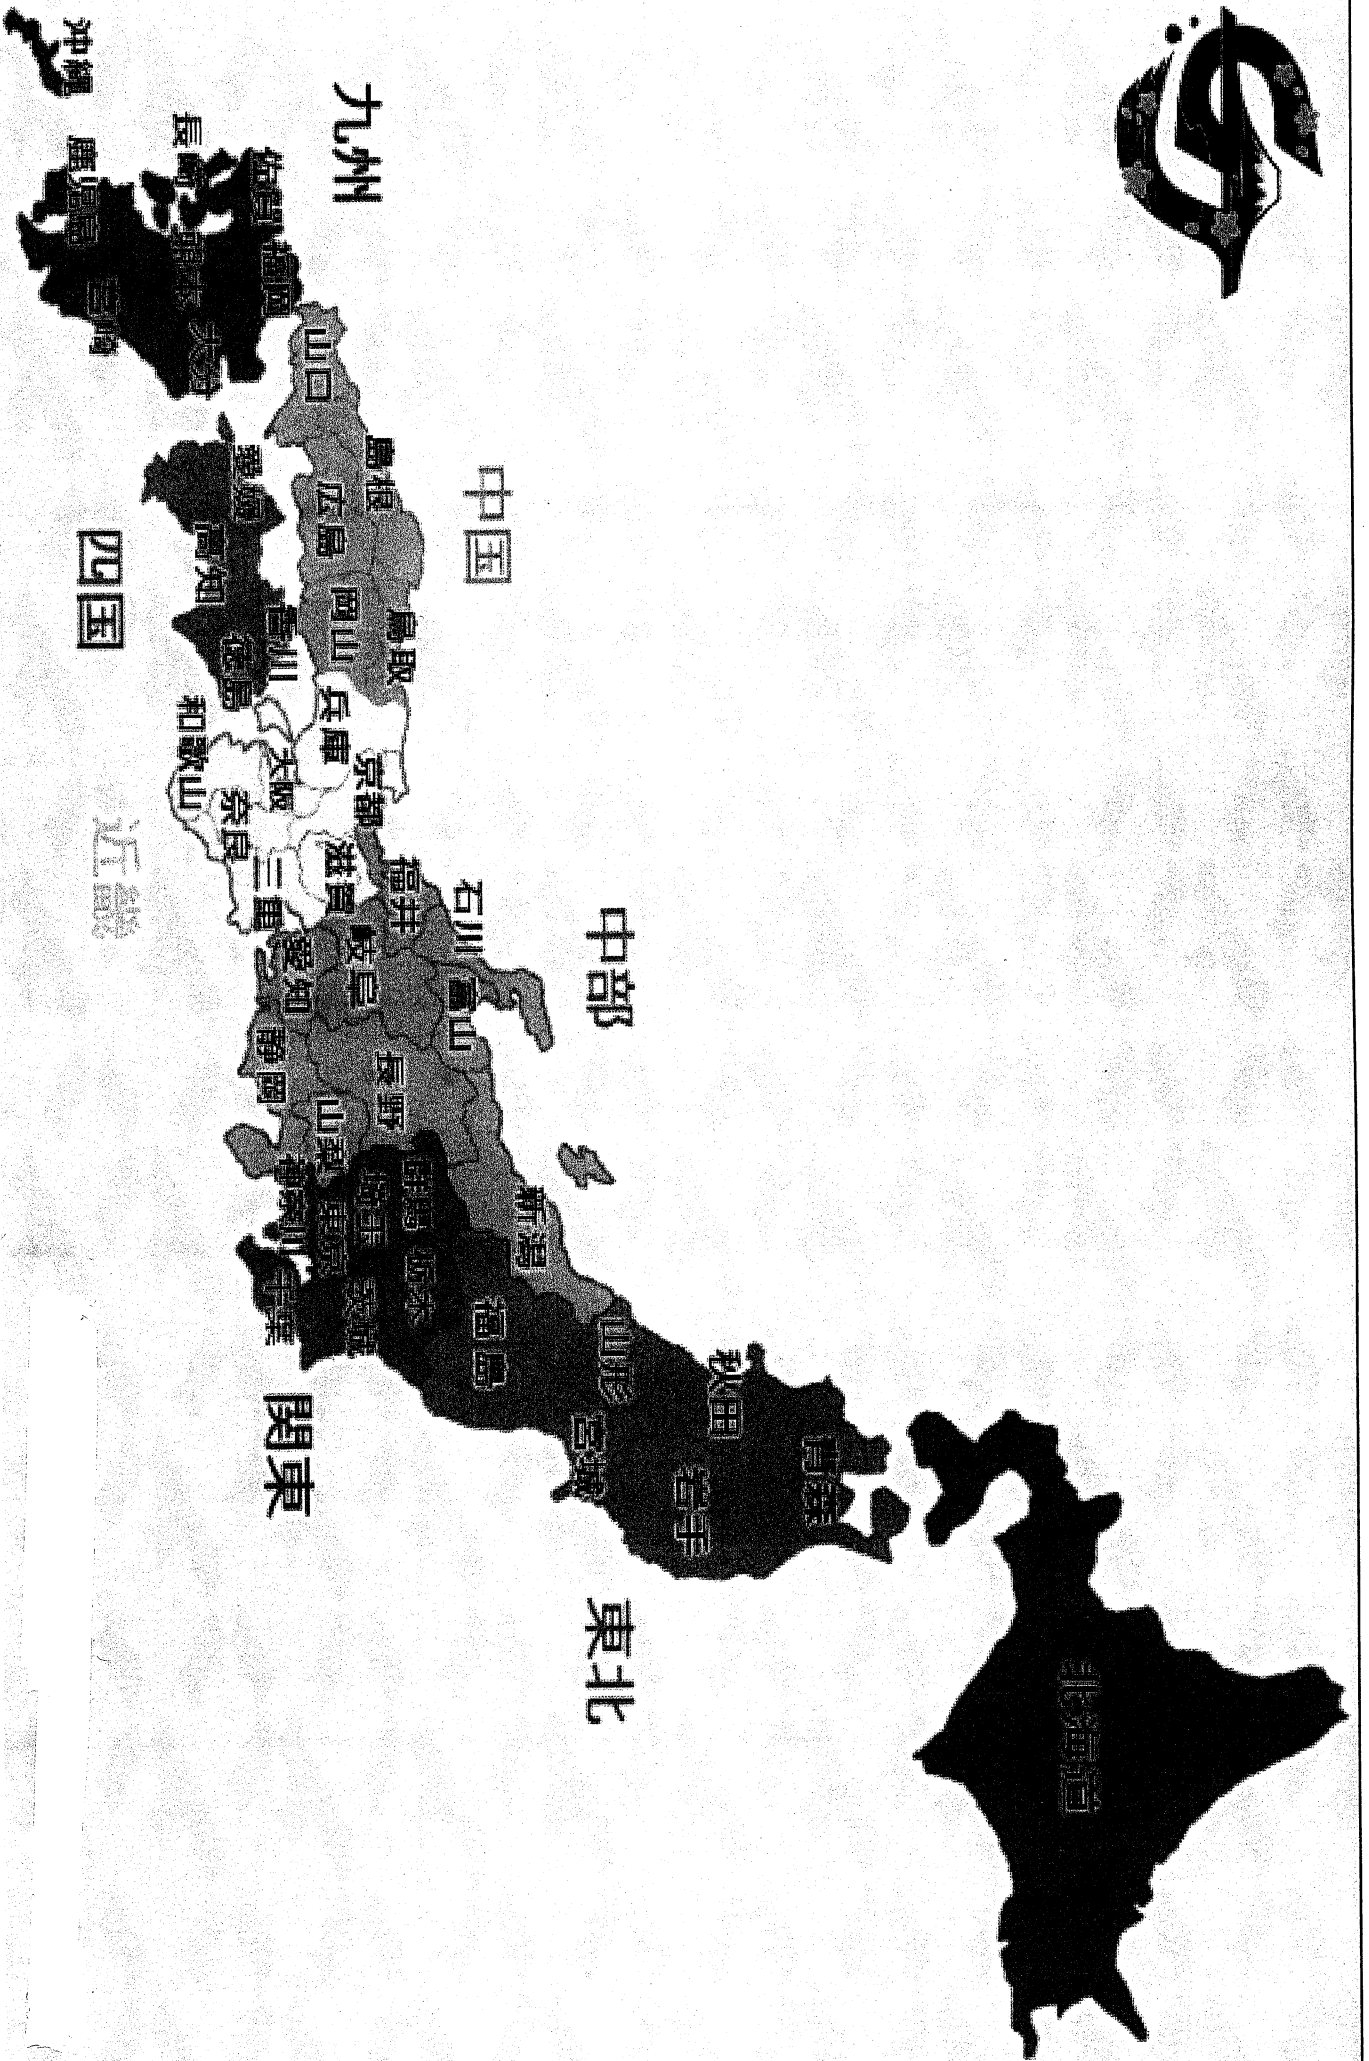 北海道
青森
秋田
岩手
山形
宮城
福島
東北
新潟
群馬
栃木
埼玉
茨城
東京
千葉
神奈川
関東
中部
石川
富山
福井
岐阜
長野
山梨
愛知
静岡
京都
滋賀
兵庫
大阪
奈良
三重
和歌山
近畿
中国
鳥取
島根
岡山
広島
山口
香川
徳島
愛媛
高知
四国
九州
福岡
佐賀
長崎
熊本
大分
宮崎
鹿児島
沖縄